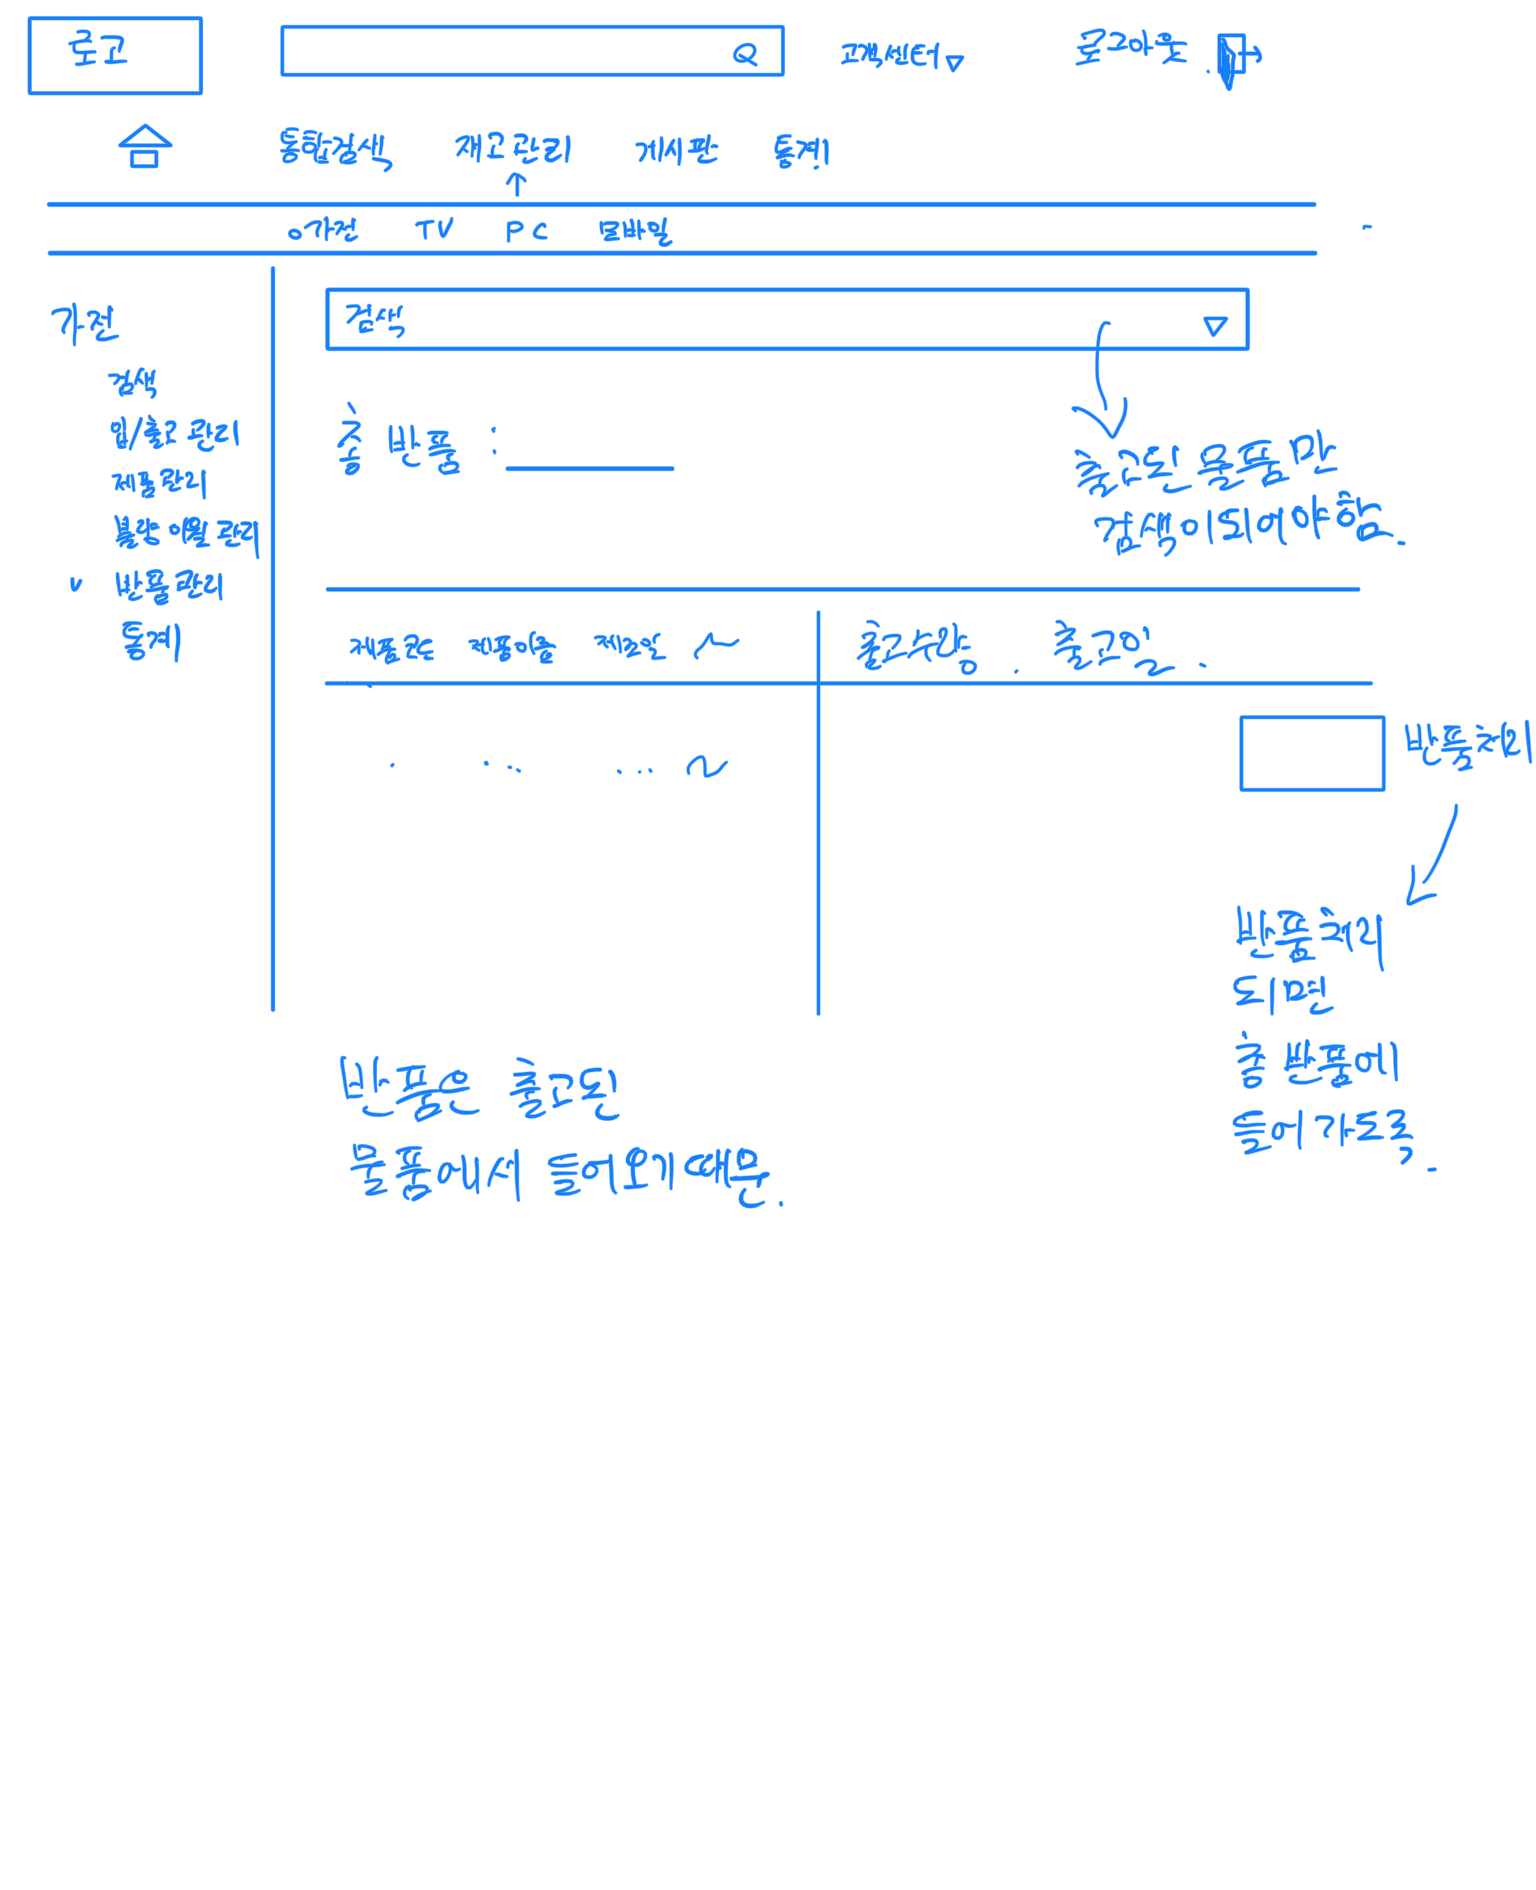 로고
고객센터
로그아웃
통합검색 재고관리 게시판 통계
가전 TV PC 모바일
가전
검색
입/출고 관리
제품관리
불량 이월 관리
반품관리
통계
검색
총 반품 :
출고된 물품만
검색이되어야함.
제품코드 제품이름 제조일 ~ 출고수량 . 출고일 .
반품처리
반품처리
되면
총 반품에
들어가도록.
반품은 출고된
물품에서 들어오기때문.